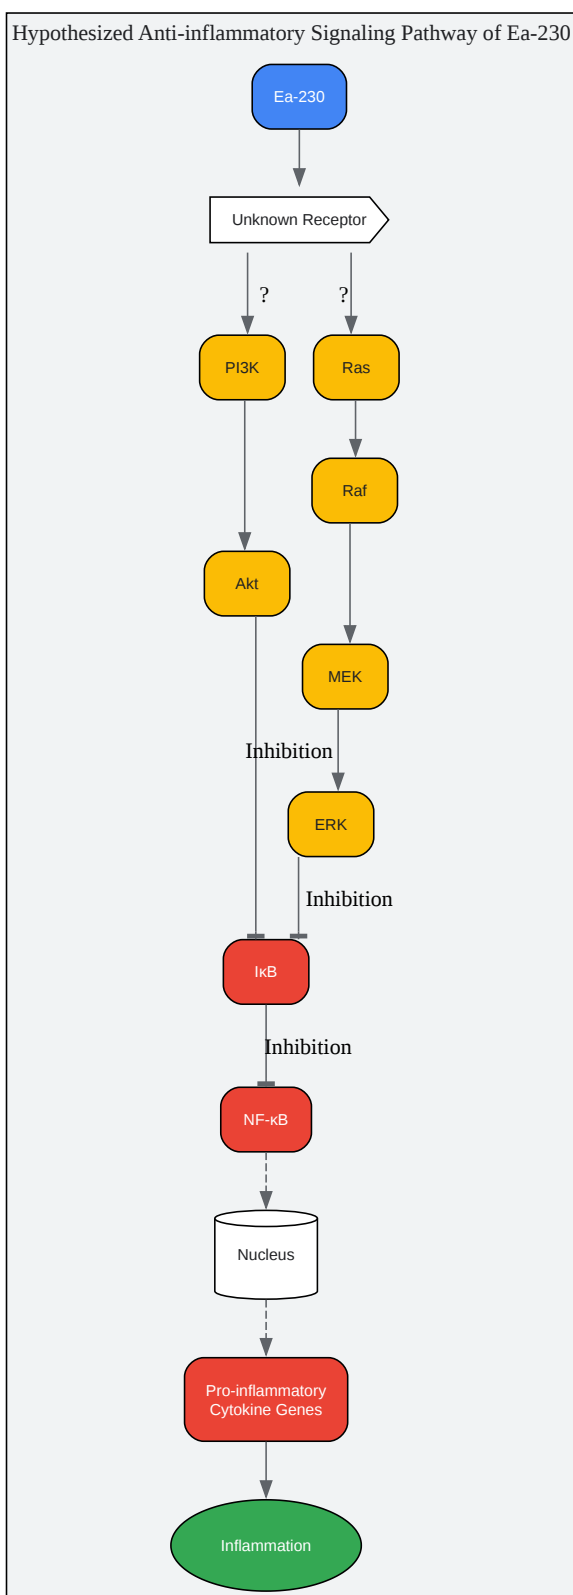 Hypothesized Anti-inflammatory Signaling Pathway of Ea-230
Ea-230
Unknown Receptor
?
?
PI3K
Ras
Raf
Akt
MEK
Inhibition
ERK
Inhibition
IκB
Inhibition
NF-κB
Nucleus
Pro-inflammatory
Cytokine Genes
Inflammation